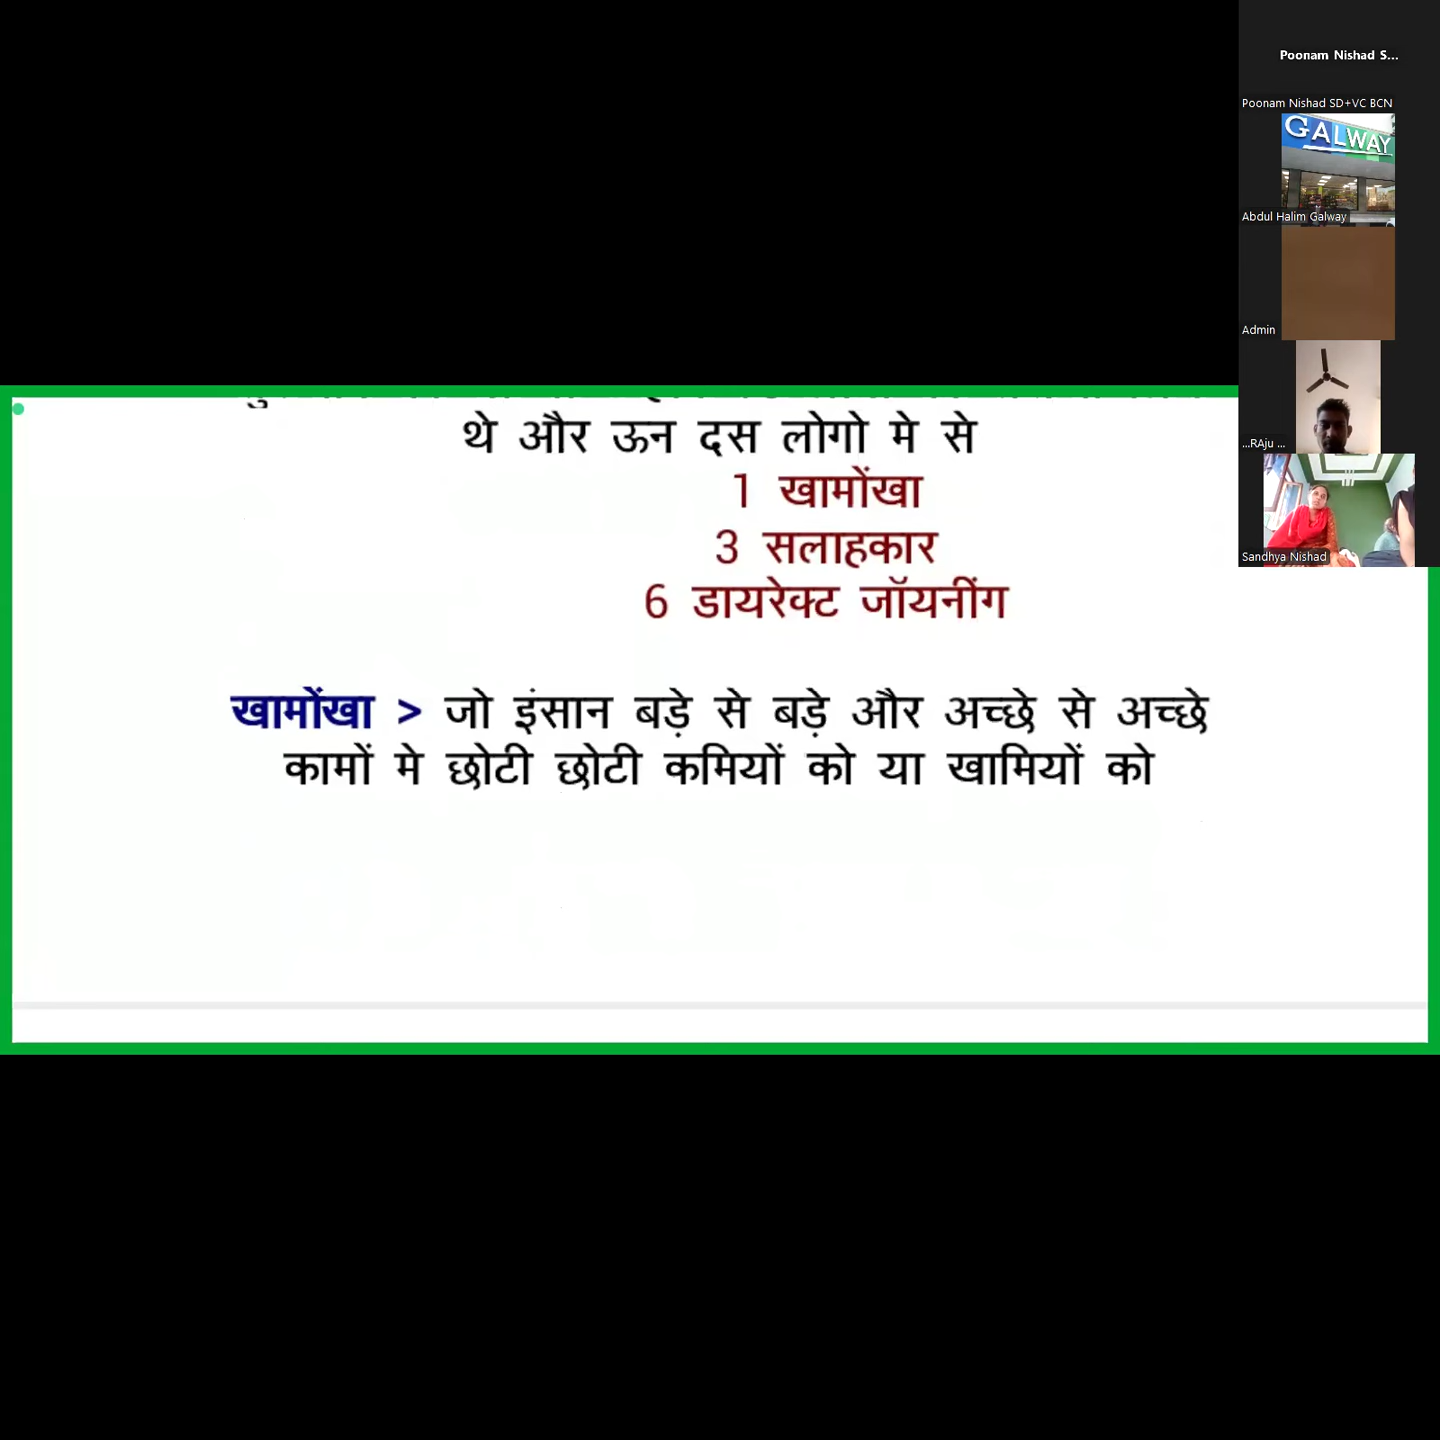 Poonam Nishad S...
Poonam Nishad SD+VC BCN
GALWAY
Abdul Halim Galway
Admin
...RAju ...
Sandhya Nishad
थे और ऊन दस लोगो मे से
1 खामोंखा
3 सलाहकार
6 डायरेक्ट जॉयनींग
खामोंखा > जो इंसान बड़े से बड़े और अच्छे से अच्छे
कामों मे छोटी छोटी कमियों को या खामियों को